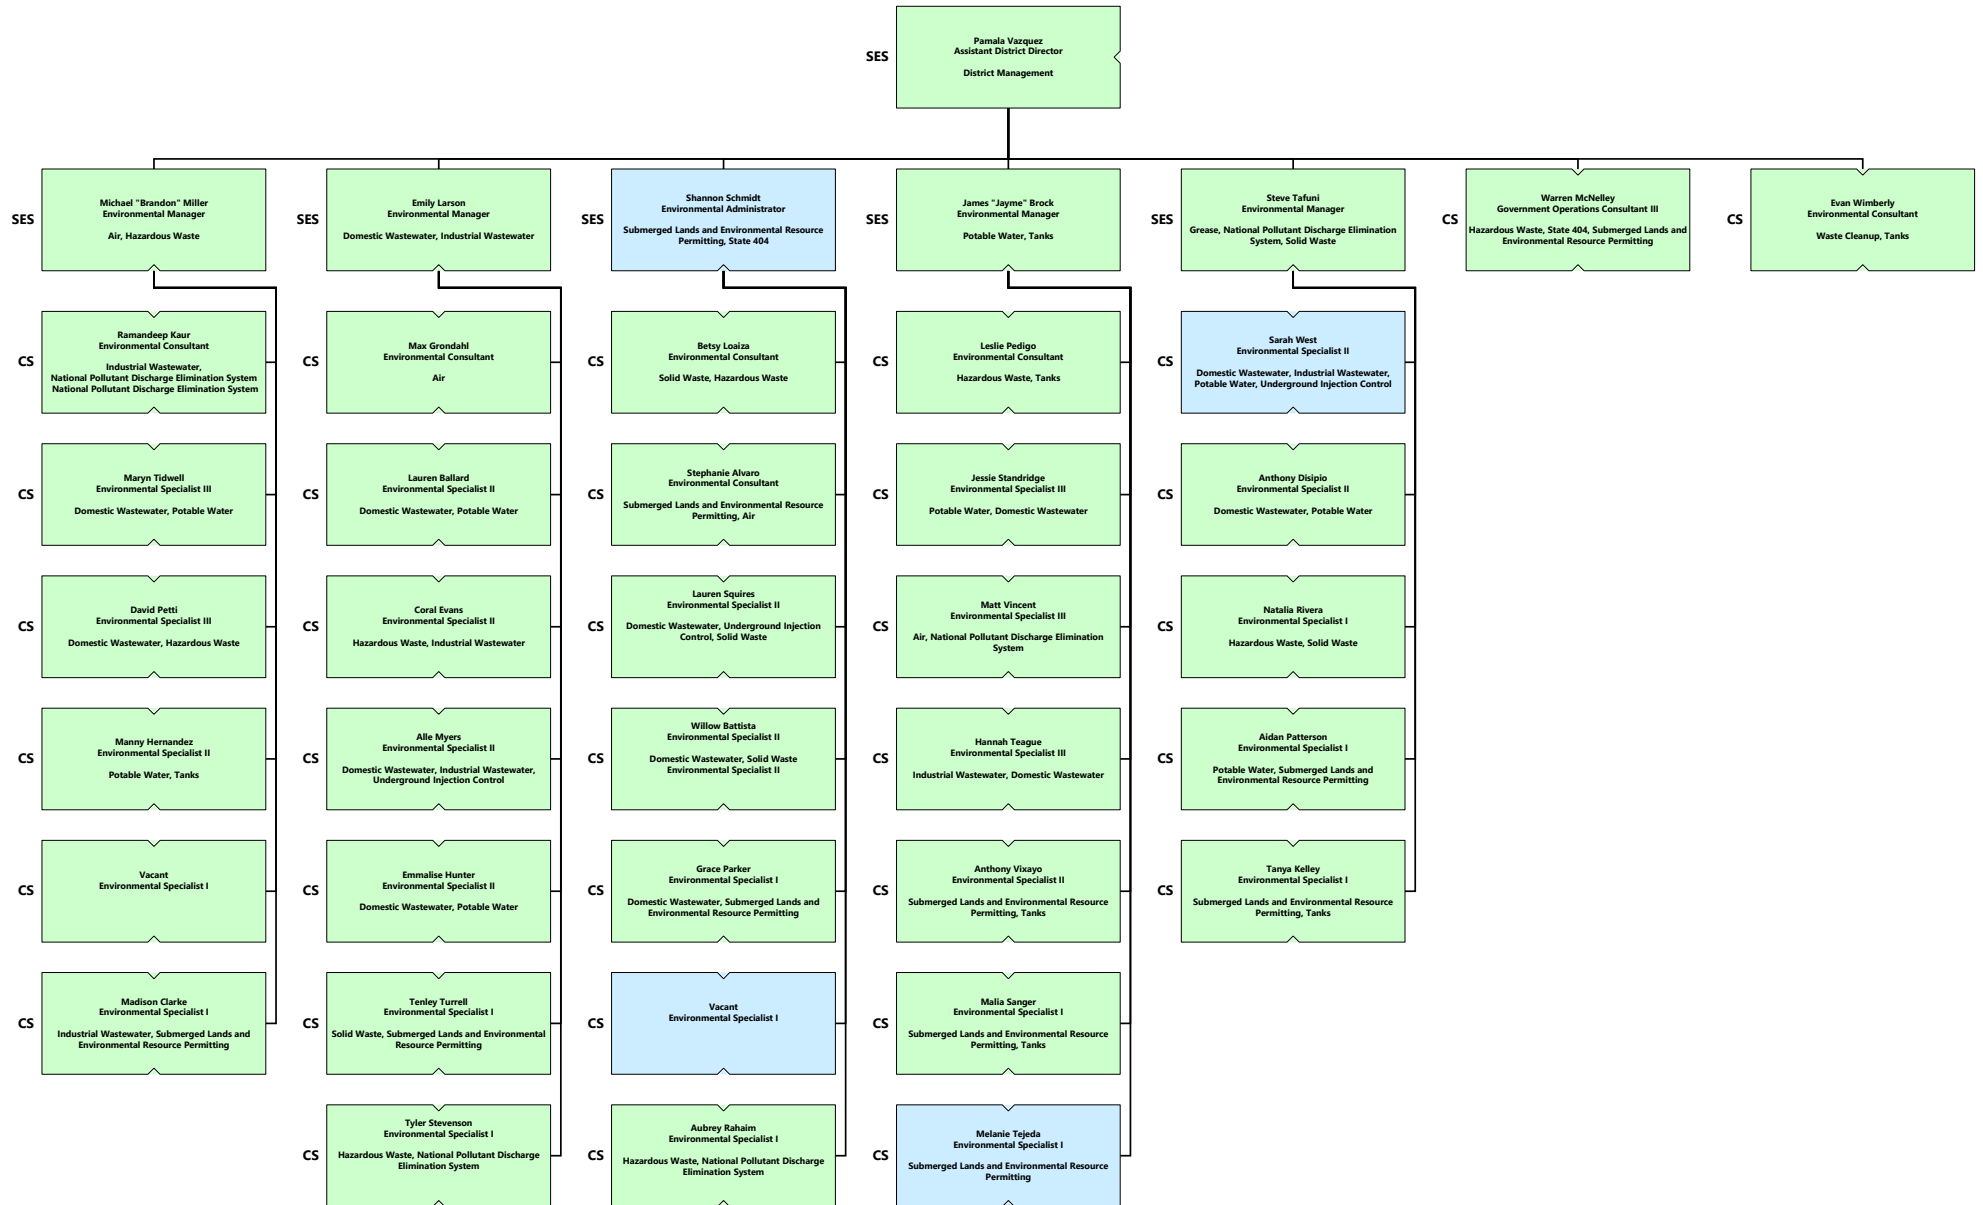 Pamala Vazquez
Assistant District Director
District Management
SES
Michael "Brandon" Miller
Environmental Manager
Air, Hazardous Waste
SES
Emily Larson
Environmental Manager
Domestic Wastewater, Industrial Wastewater
SES
Shannon Schmidt
Environmental Administrator
Submerged Lands and Environmental Resource
Permitting, State 404
SES
James "Jayme" Brock
Environmental Manager
Potable Water, Tanks
SES
Steve Tafuni
Environmental Manager
Grease, National Pollutant Discharge Elimination
System, Solid Waste
SES
Warren McNelley
Government Operations Consultant III
Hazardous Waste, State 404, Submerged Lands and
Environmental Resource Permitting
CS
Evan Wimberly
Environmental Consultant
Waste Cleanup, Tanks
CS
Ramandeep Kaur
Environmental Consultant
Industrial Wastewater,
National Pollutant Discharge Elimination System
National Pollutant Discharge Elimination System
CS
Max Grondahl
Environmental Consultant
Air
CS
Betsy Loaiza
Environmental Consultant
Solid Waste, Hazardous Waste
CS
Leslie Pedigo
Environmental Consultant
Hazardous Waste, Tanks
CS
Sarah West
Environmental Specialist II
Domestic Wastewater, Industrial Wastewater,
Potable Water, Underground Injection Control
CS
Maryn Tidwell
Environmental Specialist III
Domestic Wastewater, Potable Water
CS
Lauren Ballard
Environmental Specialist II
Domestic Wastewater, Potable Water
CS
Stephanie Alvaro
Environmental Consultant
Submerged Lands and Environmental Resource
Permitting, Air
CS
Jessie Standridge
Environmental Specialist III
Potable Water, Domestic Wastewater
CS
Anthony Disipio
Environmental Specialist II
Domestic Wastewater, Potable Water
CS
David Petti
Environmental Specialist III
Domestic Wastewater, Hazardous Waste
CS
Coral Evans
Environmental Specialist II
Hazardous Waste, Industrial Wastewater
CS
Lauren Squires
Environmental Specialist II
Domestic Wastewater, Underground Injection
Control, Solid Waste
CS
Matt Vincent
Environmental Specialist III
Air, National Pollutant Discharge Elimination
System
CS
Natalia Rivera
Environmental Specialist I
Hazardous Waste, Solid Waste
CS
Manny Hernandez
Environmental Specialist II
Potable Water, Tanks
CS
Alle Myers
Environmental Specialist II
Domestic Wastewater, Industrial Wastewater,
Underground Injection Control
CS
Willow Battista
Environmental Specialist II
Domestic Wastewater, Solid Waste
Environmental Specialist II
CS
Hannah Teague
Environmental Specialist III
Industrial Wastewater, Domestic Wastewater
CS
Aidan Patterson
Environmental Specialist I
Potable Water, Submerged Lands and
Environmental Resource Permitting
CS
Vacant
Environmental Specialist I
CS
Emmalise Hunter
Environmental Specialist II
Domestic Wastewater, Potable Water
CS
Grace Parker
Environmental Specialist I
Domestic Wastewater, Submerged Lands and
Environmental Resource Permitting
CS
Anthony Vixayo
Environmental Specialist II
Submerged Lands and Environmental Resource
Permitting, Tanks
CS
Tanya Kelley
Environmental Specialist I
Submerged Lands and Environmental Resource
Permitting, Tanks
CS
Madison Clarke
Environmental Specialist I
Industrial Wastewater, Submerged Lands and
Environmental Resource Permitting
CS
Tenley Turrell
Environmental Specialist I
Solid Waste, Submerged Lands and Environmental
Resource Permitting
CS
Vacant
Environmental Specialist I
CS
Malia Sanger
Environmental Specialist I
Submerged Lands and Environmental Resource
Permitting, Tanks
CS
Tyler Stevenson
Environmental Specialist I
Hazardous Waste, National Pollutant Discharge
Elimination System
CS
Aubrey Rahaim
Environmental Specialist I
Hazardous Waste, National Pollutant Discharge
Elimination System
CS
Melanie Tejeda
Environmental Specialist I
Submerged Lands and Environmental Resource
Permitting
CS